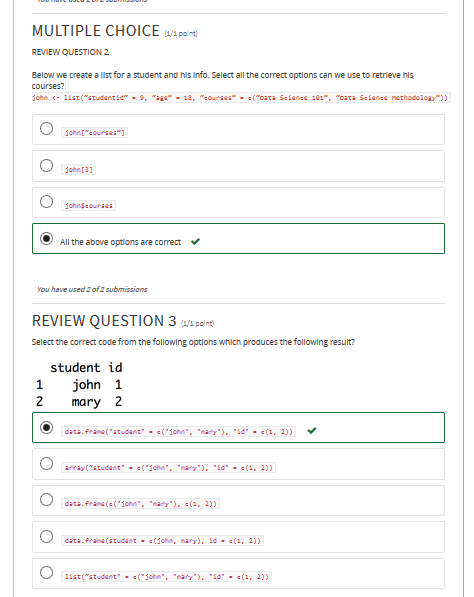 MULTIPLE CHOICE (1/1 point)
REVIEW QUESTION 2
Below we create a list for a student and his info. Select all the correct options can we use to retrieve his
courses?
john <- list("studentid" = 9, "age" = 18, "courses" = c("Data Science 101", "Data Science Methodology"))
john["courses"]
john[3]
john$courses
All the above options are correct ✔
You have used 2 of 2 submissions
REVIEW QUESTION 3 (1/1 point)
Select the correct code from the following options which produces the following result?
student id
1 john 1
2 mary 2
data.frame("student" = c("john", "mary"), "id" = c(1, 2)) ✔
array("student" = c("john", "mary"), "id" = c(1, 2))
data.frame(c("john", "mary"), c(1, 2))
data.frame(student = c(john, mary), id = c(1, 2))
list("student" = c("john", "mary"), "id" = c(1, 2))